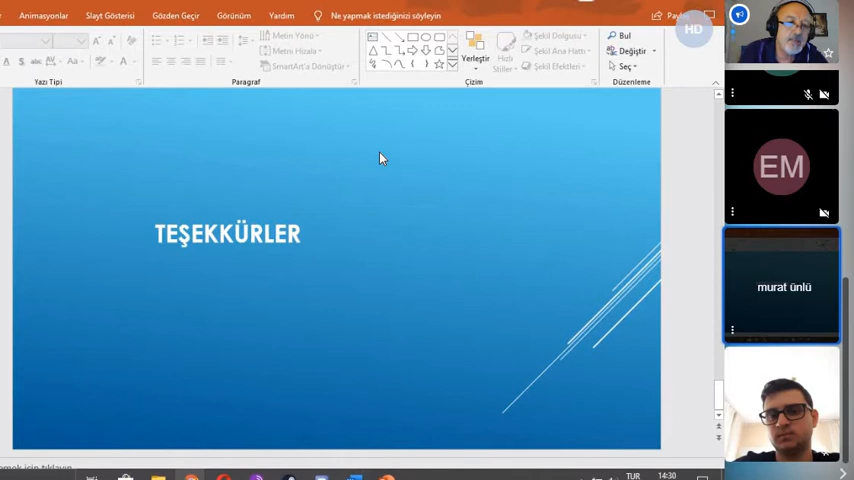 Animasyonlar Slayt Gösterisi Gözden Geçir Görünüm Yardım Ne yapmak istediğinizi söyleyin
HD
Metin Yönü
Metni Hizala
SmartArt'a Dönüştür
Yerleştir
Hızlı Stiller
Şekil Dolgusu
Şekil Ana Hattı
Şekil Efektleri
Bul
Değiştir
Seç
Yazı Tipi Paragraf Çizim Düzenleme
TEŞEKKÜRLER
EM
murat ünlü
TUR 14:30